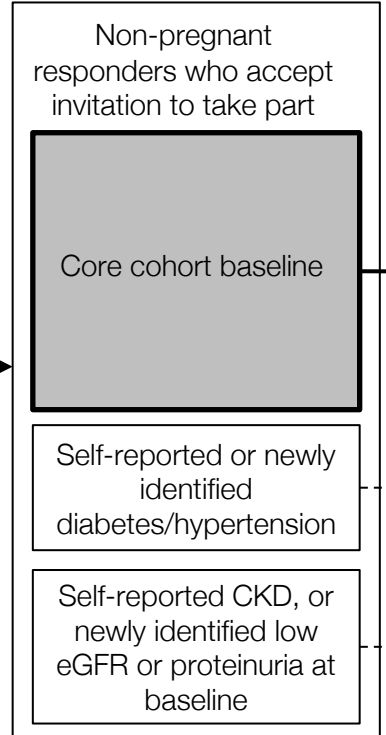 Non-pregnant
responders who accept
invitation to take part
Core cohort baseline
Self-reported or newly
identified
diabetes/hypertension
Self-reported CKD, or
newly identified low
eGFR or proteinuria at
baseline